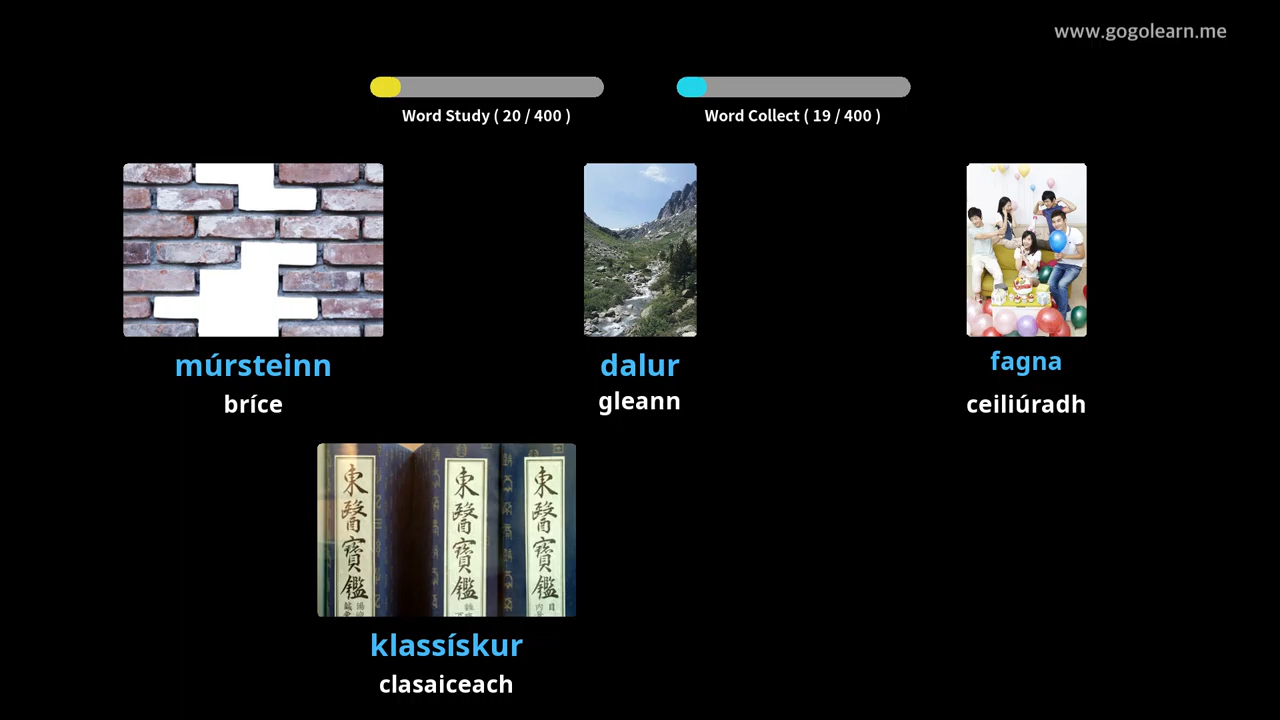 www.gogolearn.me
Word Study ( 20 / 400 )
Word Collect ( 19 / 400 )
múrsteinn
bríce
dalur
gleann
fagna
ceiliúradh
東醫寶鑑
東醫寶鑑
東醫寶鑑
klassískur
clasaiceach